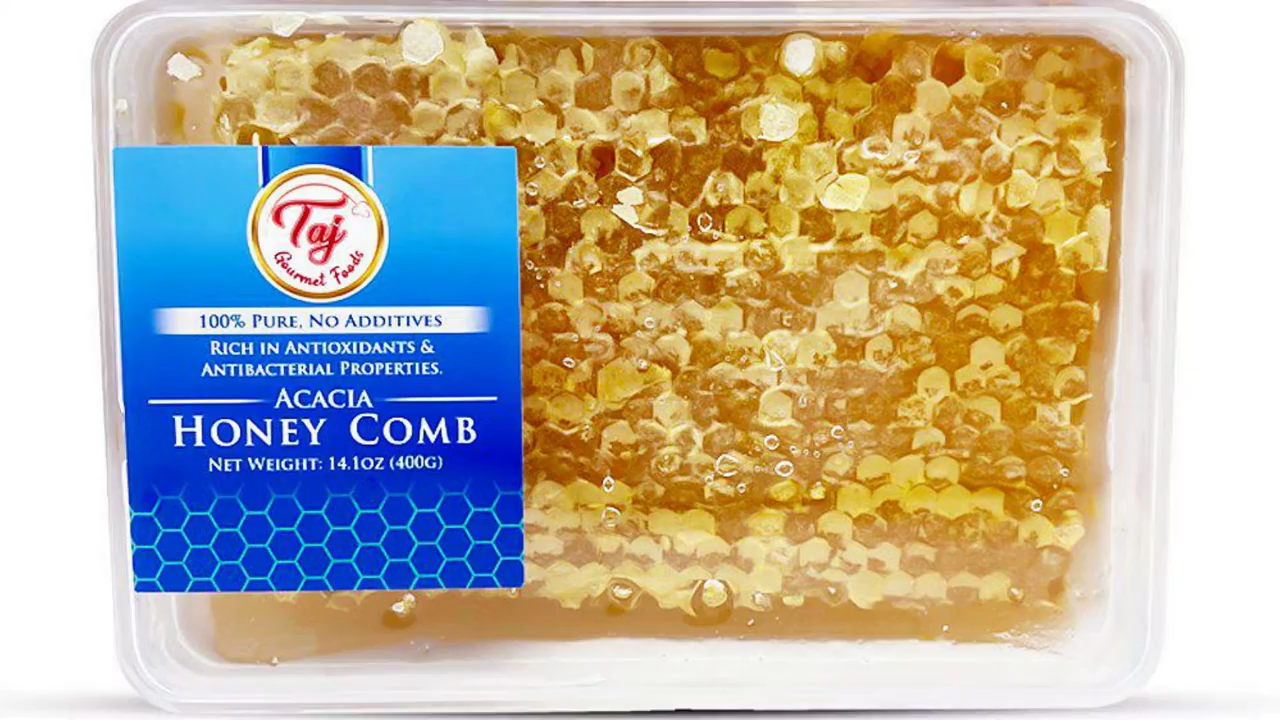 Taj
Gourmet Foods
100% PURE, NO ADDITIVES
RICH IN ANTIOXIDANTS &
ANTIBACTERIAL PROPERTIES.
ACACIA
HONEY COMB
NET WEIGHT: 14.1OZ (400G)